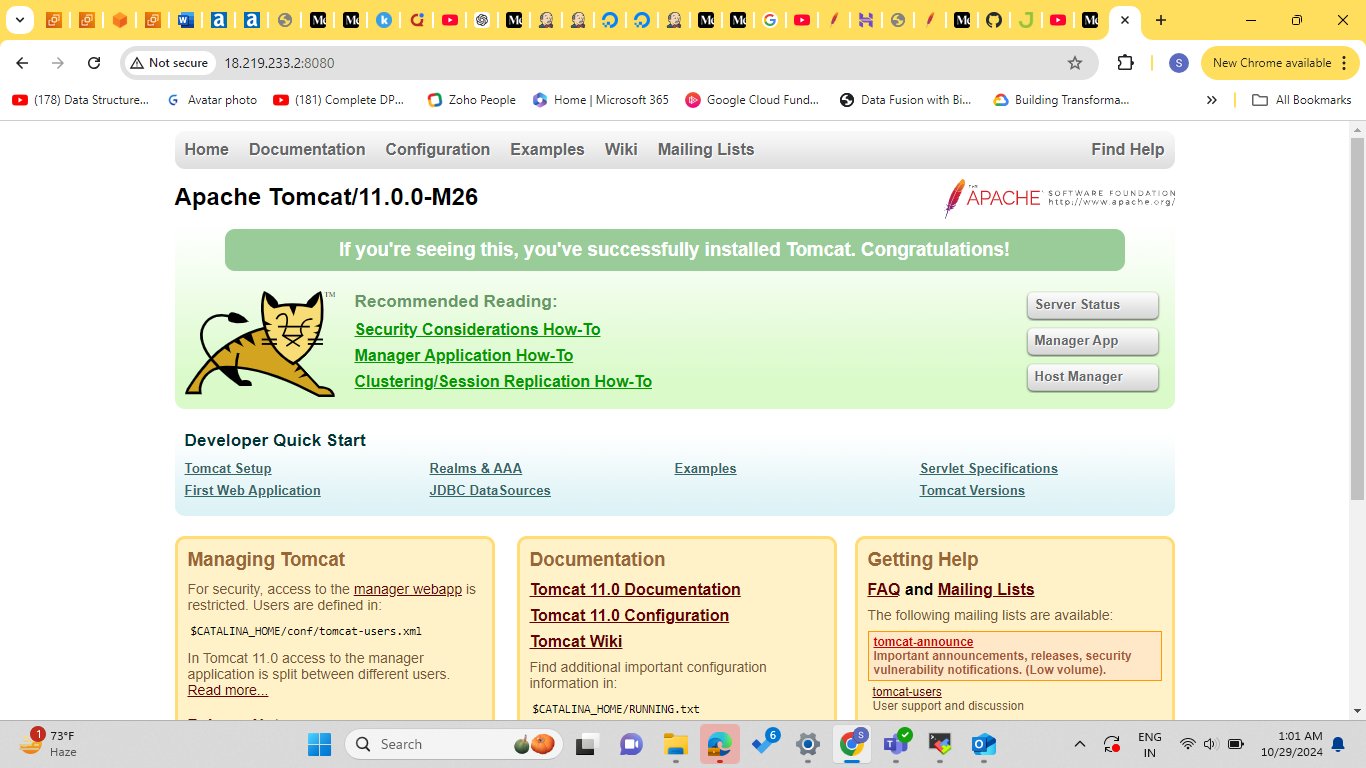 Not secure
18.219.233.2:8080
S
New Chrome available
(178) Data Structure...
Avatar photo
(181) Complete DP...
Zoho People
Home | Microsoft 365
Google Cloud Fund...
Data Fusion with Bi...
Building Transforma...
All Bookmarks
Home
Documentation
Configuration
Examples
Wiki
Mailing Lists
Find Help
Apache Tomcat/11.0.0-M26
THE
APACHE
SOFTWARE FOUNDATION
http://www.apache.org/
If you're seeing this, you've successfully installed Tomcat. Congratulations!
TM
Recommended Reading:
Security Considerations How-To
Manager Application How-To
Clustering/Session Replication How-To
Server Status
Manager App
Host Manager
Developer Quick Start
Tomcat Setup
First Web Application
Realms & AAA
JDBC DataSources
Examples
Servlet Specifications
Tomcat Versions
Managing Tomcat
For security, access to the manager webapp is
restricted. Users are defined in:
$CATALINA_HOME/conf/tomcat-users.xml
In Tomcat 11.0 access to the manager
application is split between different users.
Read more...
Documentation
Tomcat 11.0 Documentation
Tomcat 11.0 Configuration
Tomcat Wiki
Find additional important configuration
information in:
$CATALINA_HOME/RUNNING.txt
Getting Help
FAQ and Mailing Lists
The following mailing lists are available:
tomcat-announce
Important announcements, releases, security
vulnerability notifications. (Low volume).
tomcat-users
User support and discussion
1
73°F
Haze
Search
6
S
ENG
IN
1:01 AM
10/29/2024